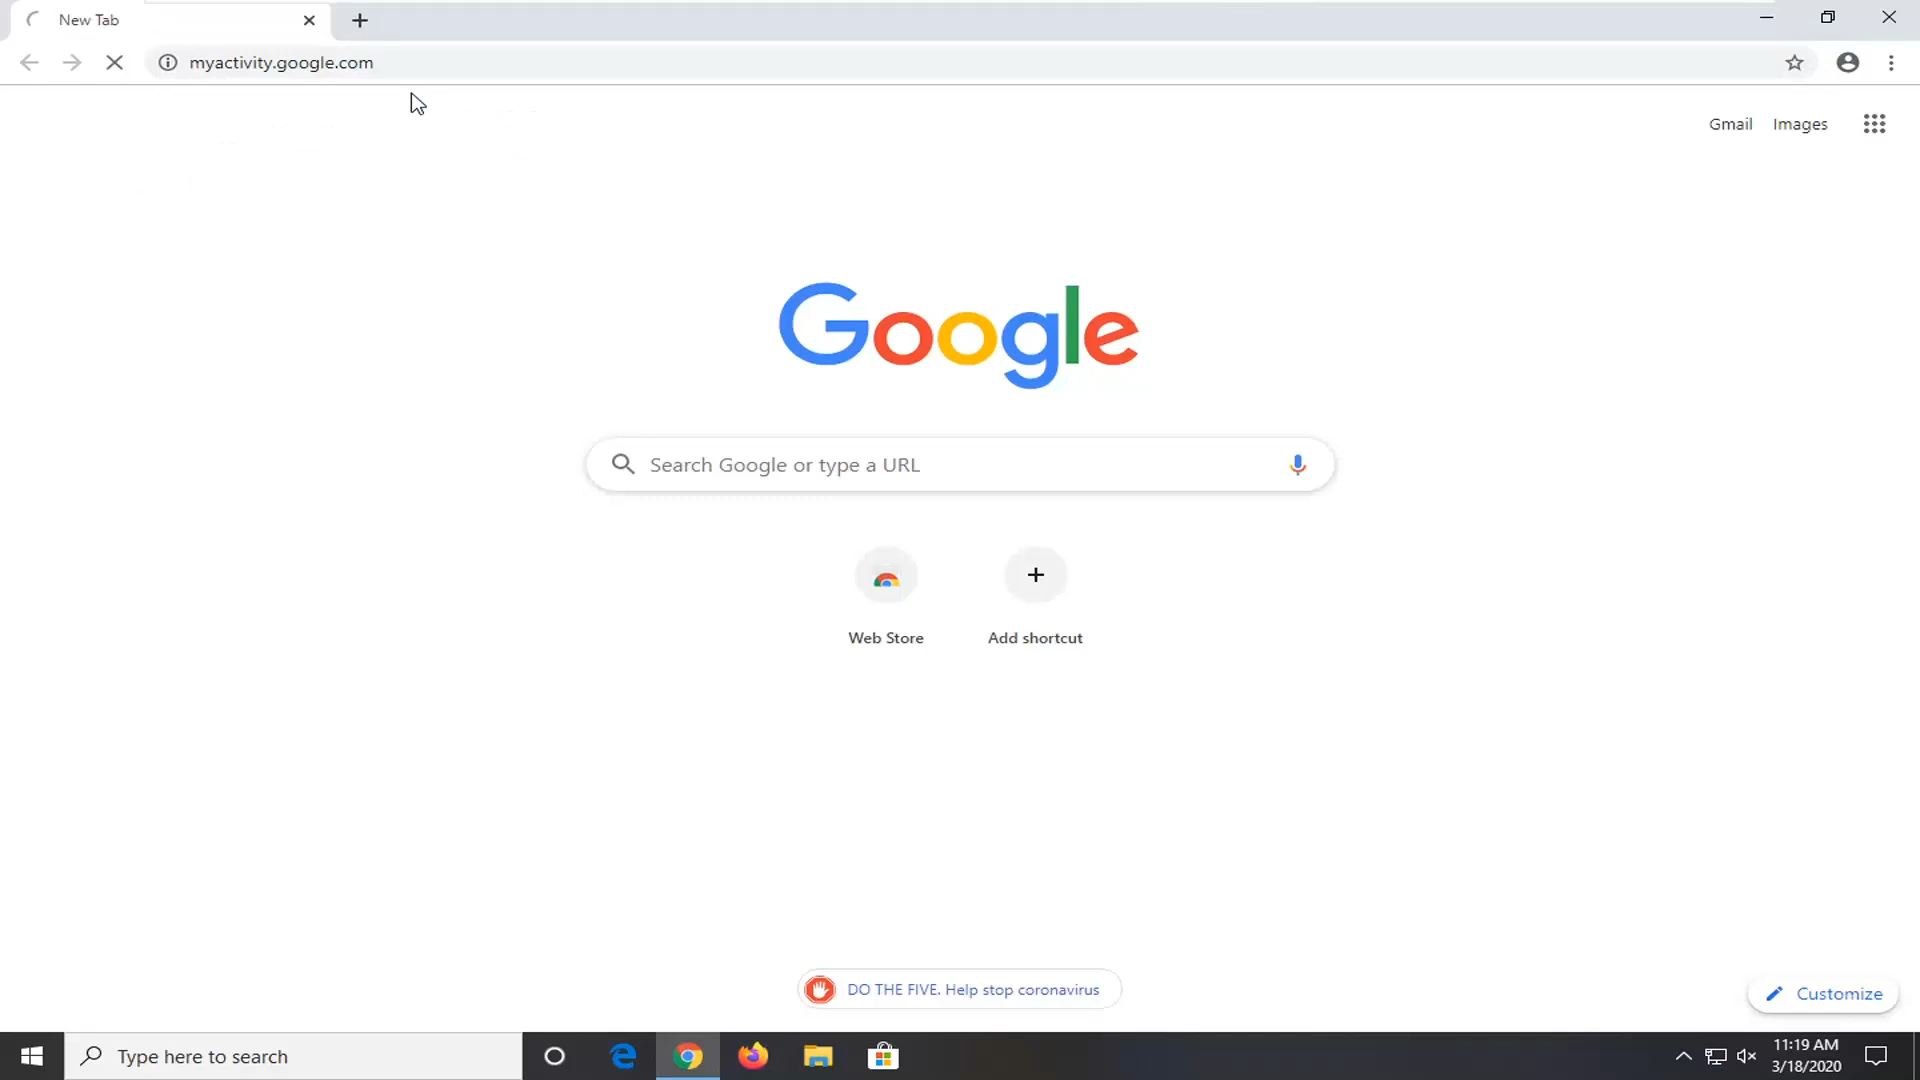 New Tab
myactivity.google.com
Gmail Images
Google
Search Google or type a URL
Web Store
Add shortcut
DO THE FIVE. Help stop coronavirus
Customize
Type here to search
11:19 AM
3/18/2020